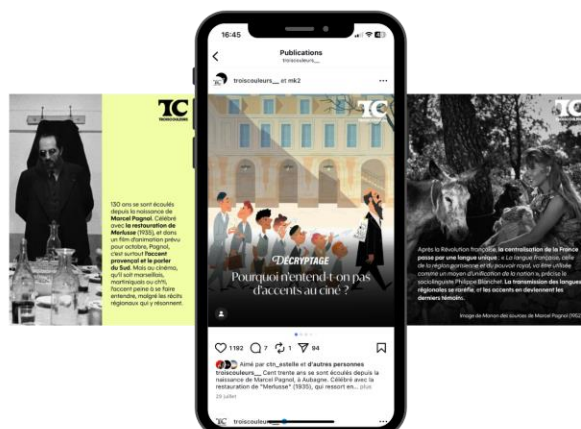 TC
TROISCOULEURS
130 ans se sont écoulés
depuis la naissance de
Marcel Pagnol. Célébré
avec la restauration de
Merlusse (1935), et dans
un film d'animation prévu
pour octobre, Pagnol,
c'est surtout l'accent
provençal et le parler
du Sud. Mais au cinéma,
qu'il soit marseillais,
martiniquais ou ch'ti,
l'accent peine à se faire
entendre, malgré les récits
régionaux qui y résonnent.
16:45
Publications
troiscouleurs__
troiscouleurs__ et mk2
TC
DÉCRYPTAGE
Pourquoi n'entend-t-on pas
d'accents au ciné ?
1192 7 1 94
Aimé par ctn_astelle et d'autres personnes
troiscouleurs__ Cent trente ans se sont écoulés depuis la
naissance de Marcel Pagnol, à Aubagne. Célébré avec la
restauration de "Merlusse" (1935), qui ressort en... plus
29 juillet
troiscouleurs
TC
Après la Révolution française, la centralisation de la France
passe par une langue unique : « La langue française, celle
de la région parisienne et du pouvoir royal, va être utilisée
comme un moyen d'unification de la nation », précise le
sociolinguiste Philippe Blanchet. La transmission des langues
régionales se raréfie, et les accents en deviennent les
derniers témoins.
Image de Manon des sources de Marcel Pagnol (1952)